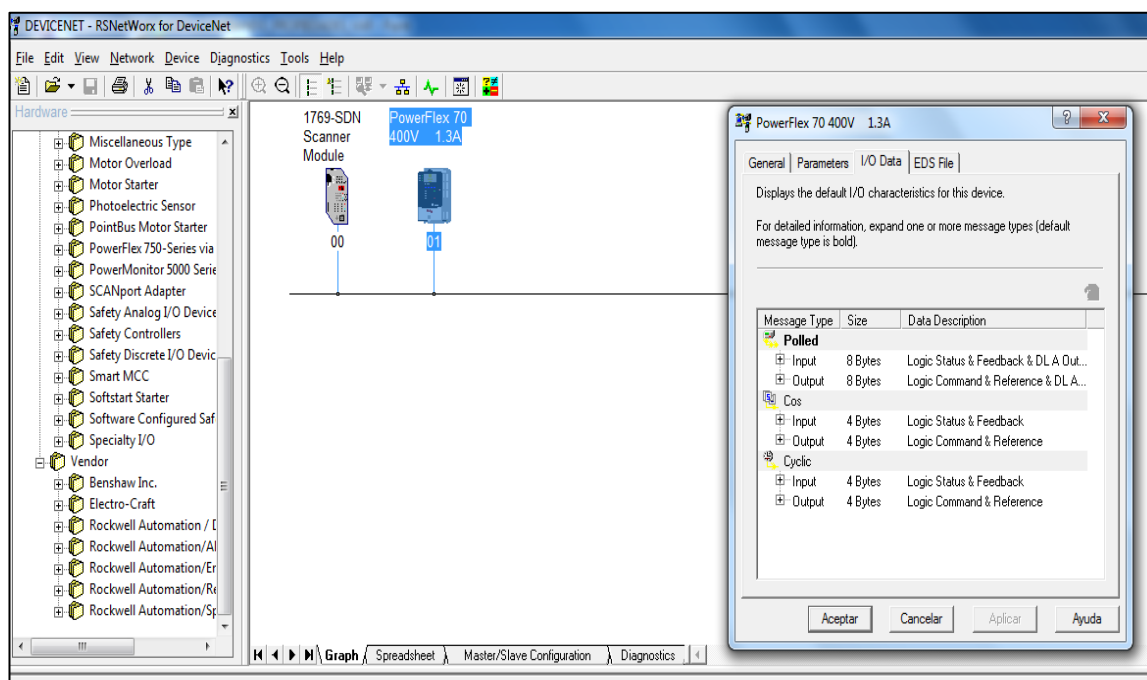 DEVICENET - RSNetWorx for DeviceNet
File Edit View Network Device Diagnostics Tools Help
Hardware
Miscellaneous Type
Motor Overload
Motor Starter
Photoelectric Sensor
PointBus Motor Starter
PowerFlex 750-Series via
PowerMonitor 5000 Serie
SCANport Adapter
Safety Analog I/O Device
Safety Controllers
Safety Discrete I/O Devic
Smart MCC
Softstart Starter
Software Configured Saf
Specialty I/O
Vendor
Benshaw Inc.
Electro-Craft
Rockwell Automation / D
Rockwell Automation/Al
Rockwell Automation/En
Rockwell Automation/Re
Rockwell Automation/Sp
1769-SDN
Scanner
Module
00
PowerFlex 70
400V 1.3A
01
Graph Spreadsheet Master/Slave Configuration Diagnostics
PowerFlex 70 400V 1.3A
General Parameters I/O Data EDS File
Displays the default I/O characteristics for this device.
For detailed information, expand one or more message types (default
message type is bold).
Message Type Size Data Description
Polled
Input 8 Bytes Logic Status & Feedback & DL A Out...
Output 8 Bytes Logic Command & Reference & DL A...
Cos
Input 4 Bytes Logic Status & Feedback
Output 4 Bytes Logic Command & Reference
Cyclic
Input 4 Bytes Logic Status & Feedback
Output 4 Bytes Logic Command & Reference
Aceptar Cancelar Aplicar Ayuda